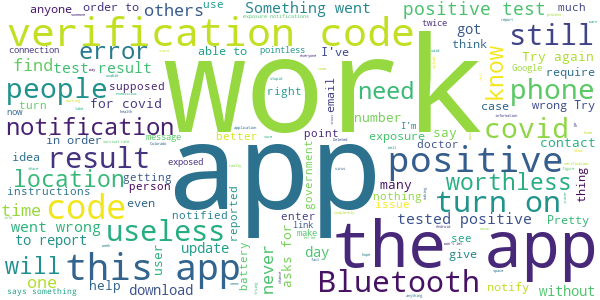 anyone
order to
others
use
Something went
exposure notifications
positive test
much
verification code
still
connection
error
able to
pointless
I've
twice
got
think
Try again
find
test
result
people
supposed
for covid
turn
now
work
right
email
need
know
phone
Google
require
number
case
wrong Try
notification
in order
message
Colorado
better
point
I'm
say
covid
exposure
contact
idea
result
exposed
app
government
doctor
positive
location
getting
person
instructions
many
nothing
issue
worthless
thing
time
code
even
notified
reported
enter
link
make
tested positive
turn on
Pretty
went wrong
to report
useless
update
battery
never
asks for
day
the app
see
give
notify
without
will
this app
user
one
says something
help
download
Bluetooth
anything